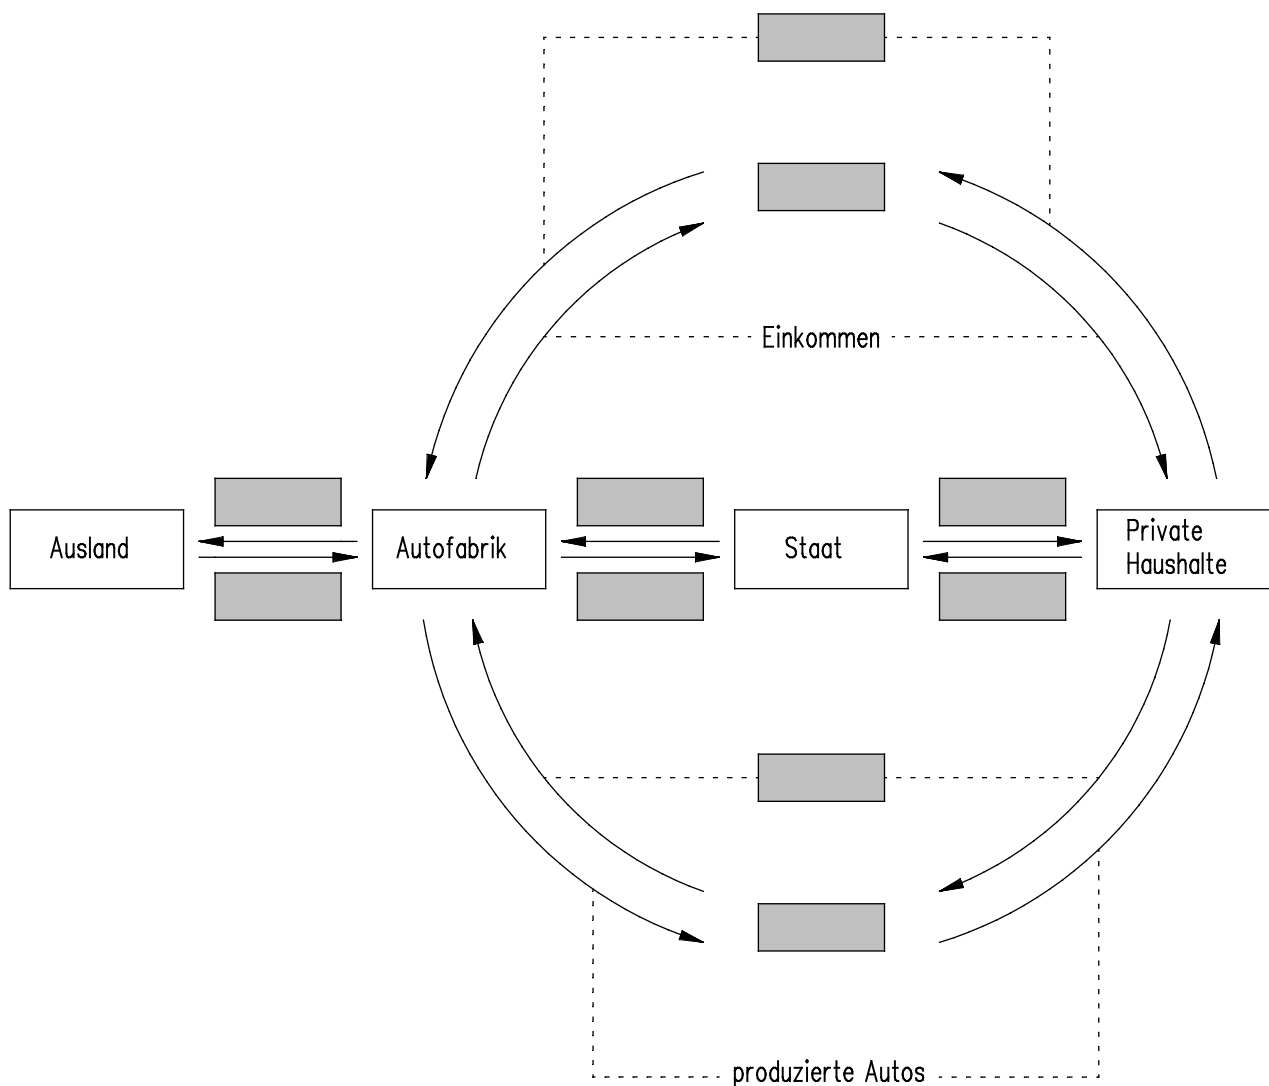 Einkommen
Ausland
Autofabrik
Staat
Private
Haushalte
produzierte Autos